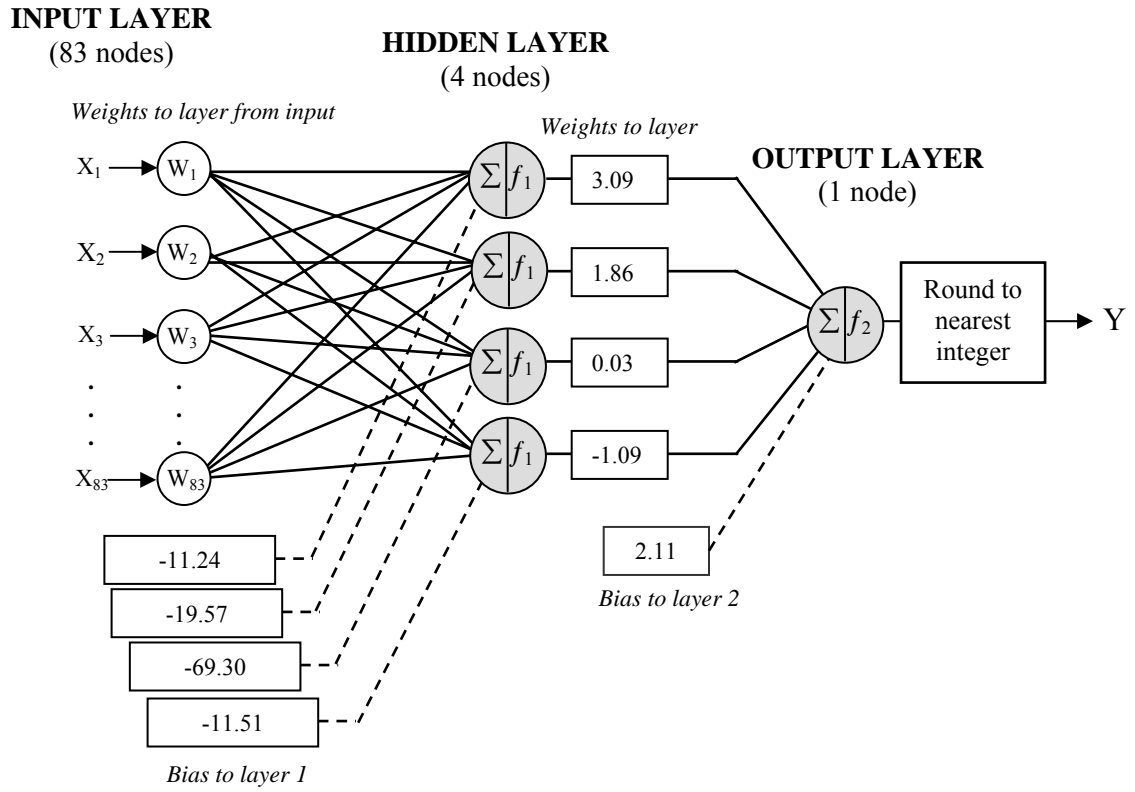 INPUT LAYER
(83 nodes)
HIDDEN LAYER
(4 nodes)
Weights to layer from input
Weights to layer
OUTPUT LAYER
(1 node)
X₁ W₁ Σ f₁ 3.09
X₂ W₂ Σ f₁ 1.86
X₃ W₃ Σ f₁ 0.03
. .
. .
. .
X₈₃ W₈₃ Σ f₁ -1.09
Σ f₂
Round to
nearest
integer
Y
-11.24
-19.57
-69.30
-11.51
Bias to layer 1
2.11
Bias to layer 2